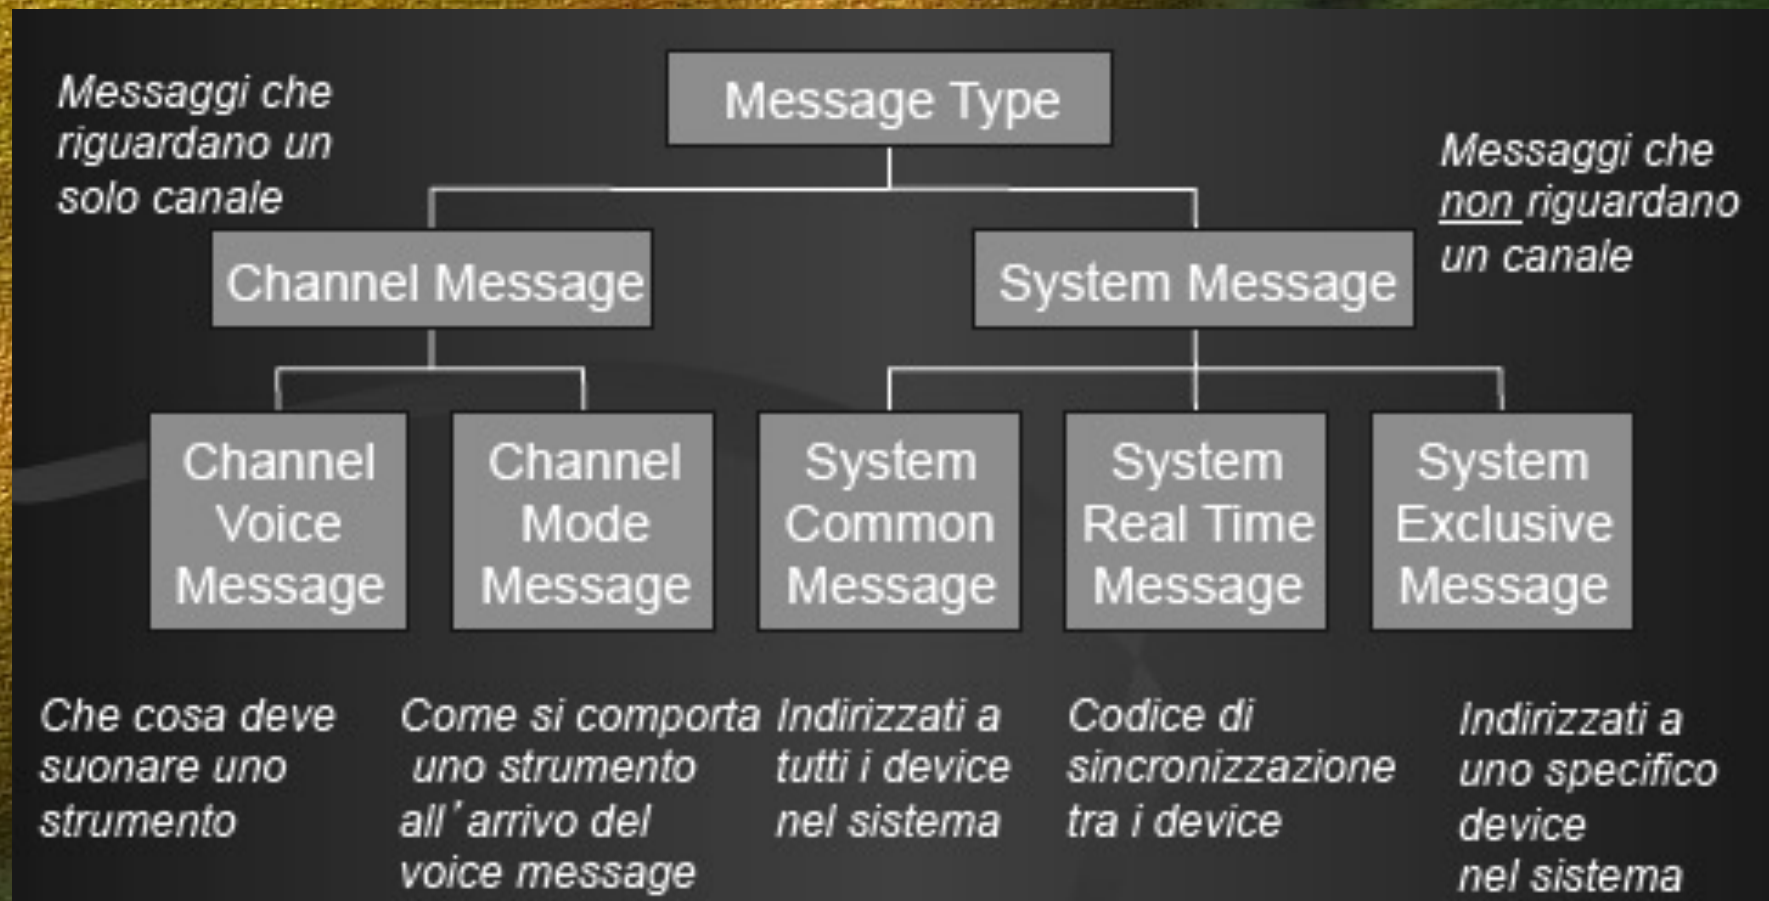 Messaggi che
riguardano un
solo canale
Message Type
Messaggi che
non riguardano
un canale
Channel Message
System Message
Channel
Voice
Message
Channel
Mode
Message
System
Common
Message
System
Real Time
Message
System
Exclusive
Message
Che cosa deve
suonare uno
strumento
Come si comporta
uno strumento
all'arrivo del
voice message
Indirizzati a
tutti i device
nel sistema
Codice di
sincronizzazione
tra i device
Indirizzati a
uno specifico
device
nel sistema